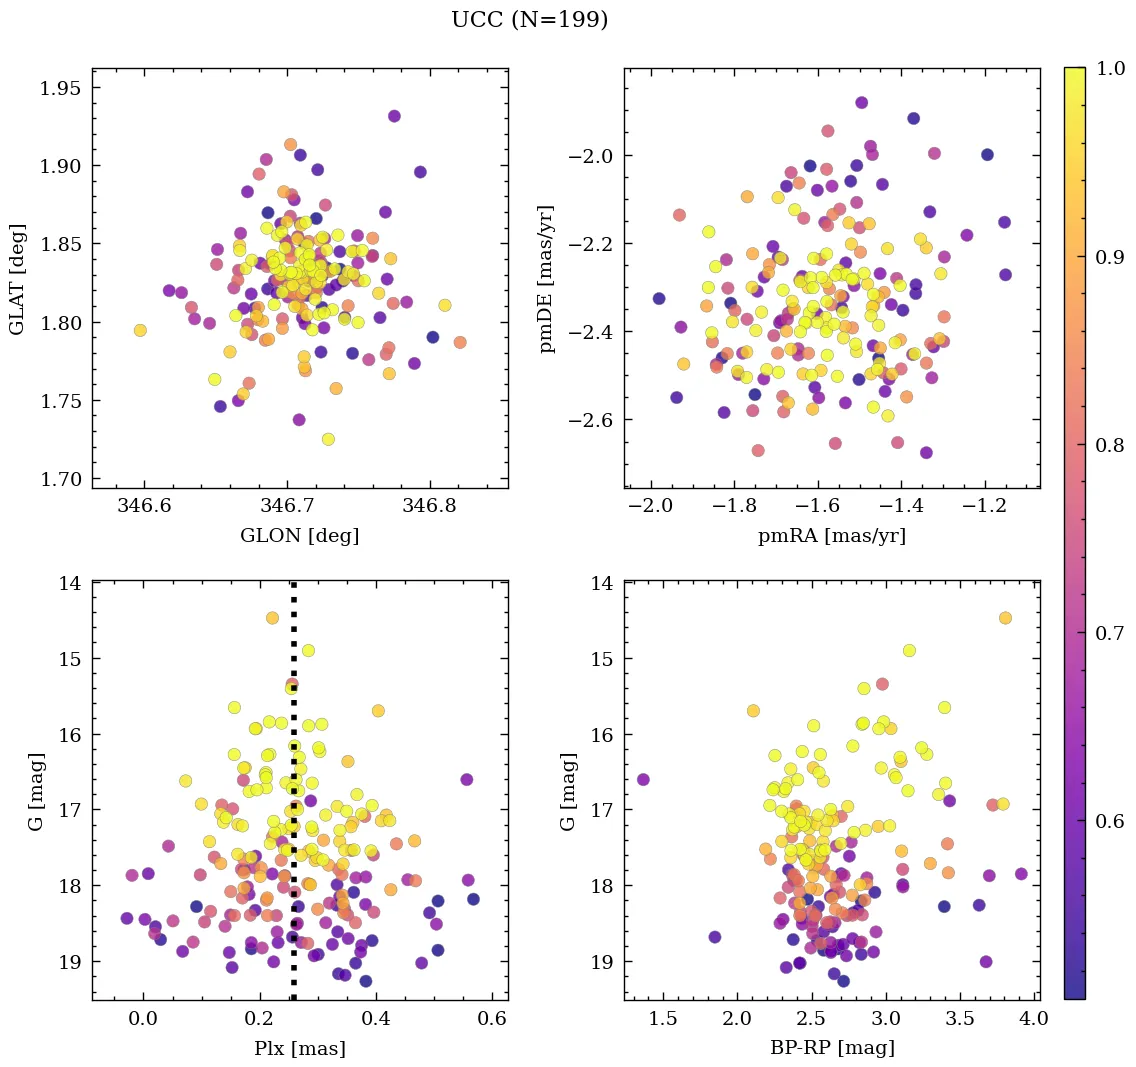 UCC (N=199)
1.95
1.90
1.85
1.80
1.75
1.70
GLAT [deg]
346.6 346.7 346.8
GLON [deg]
−2.0
−2.2
−2.4
−2.6
pmDE [mas/yr]
−2.0 −1.8 −1.6 −1.4 −1.2
pmRA [mas/yr]
1.0
0.9
0.8
0.7
0.6
14
15
16
17
18
19
G [mag]
0.0 0.2 0.4 0.6
Plx [mas]
14
15
16
17
18
19
G [mag]
1.5 2.0 2.5 3.0 3.5 4.0
BP-RP [mag]